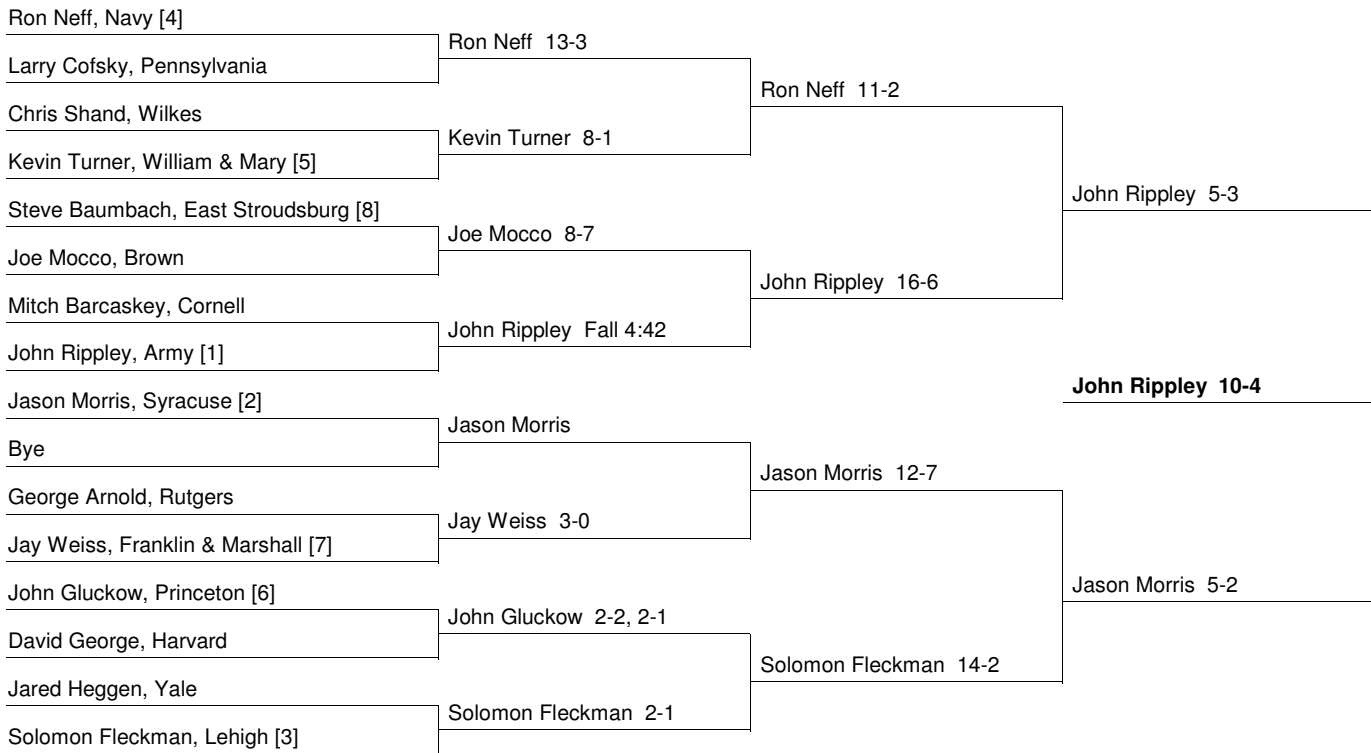 Ron Neff, Navy [4]
Ron Neff  13-3
Larry Cofsky, Pennsylvania
Ron Neff  11-2
Chris Shand, Wilkes
Kevin Turner  8-1
Kevin Turner, William & Mary [5]
John Rippley  5-3
Steve Baumbach, East Stroudsburg [8]
Joe Mocco  8-7
Joe Mocco, Brown
John Rippley  16-6
Mitch Barcaskey, Cornell
John Rippley  Fall 4:42
John Rippley, Army [1]
John Rippley  10-4
Jason Morris, Syracuse [2]
Jason Morris
Bye
Jason Morris  12-7
George Arnold, Rutgers
Jay Weiss  3-0
Jay Weiss, Franklin & Marshall [7]
Jason Morris  5-2
John Gluckow, Princeton [6]
John Gluckow  2-2, 2-1
David George, Harvard
Solomon Fleckman  14-2
Jared Heggen, Yale
Solomon Fleckman  2-1
Solomon Fleckman, Lehigh [3]